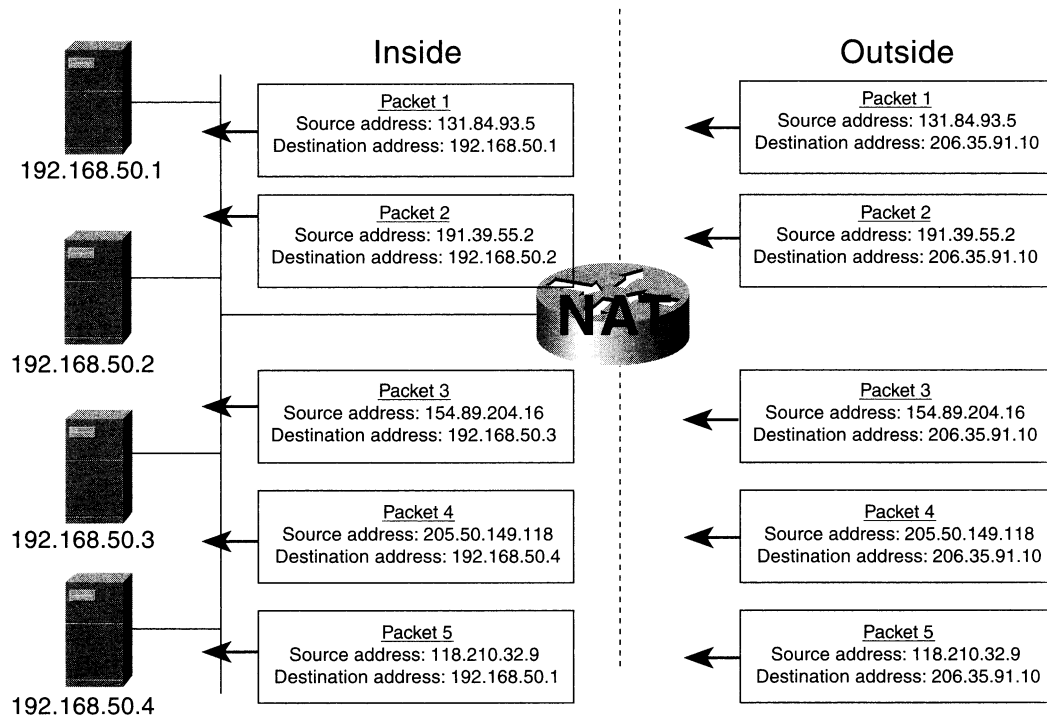 Inside
Outside
192.168.50.1
192.168.50.2
192.168.50.3
192.168.50.4
Packet 1
Source address: 131.84.93.5
Destination address: 192.168.50.1
Packet 2
Source address: 191.39.55.2
Destination address: 192.168.50.2
Packet 3
Source address: 154.89.204.16
Destination address: 192.168.50.3
Packet 4
Source address: 205.50.149.118
Destination address: 192.168.50.4
Packet 5
Source address: 118.210.32.9
Destination address: 192.168.50.1
NAT
Packet 1
Source address: 131.84.93.5
Destination address: 206.35.91.10
Packet 2
Source address: 191.39.55.2
Destination address: 206.35.91.10
Packet 3
Source address: 154.89.204.16
Destination address: 206.35.91.10
Packet 4
Source address: 205.50.149.118
Destination address: 206.35.91.10
Packet 5
Source address: 118.210.32.9
Destination address: 206.35.91.10